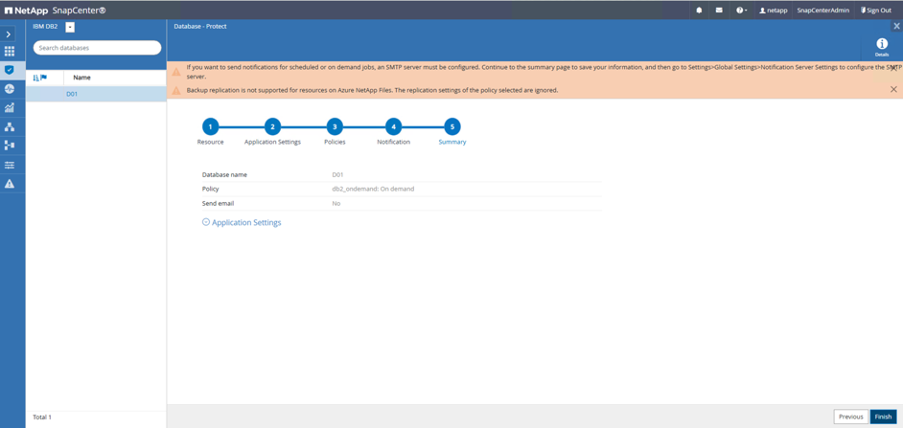 NetApp SnapCenter®
netapp SnapCenterAdmin Sign Out
IBM DB2
Database - Protect
Search databases
Details
Name
D01
Total 1
If you want to send notifications for scheduled or on demand jobs, an SMTP server must be configured. Continue to the summary page to save your information, and then go to Settings>Global Settings>Notification Server Settings to configure the SMTP
server.
Backup replication is not supported for resources on Azure NetApp Files. The replication settings of the policy selected are ignored.
1 2 3 4 5
Resource Application Settings Policies Notification Summary
Database name D01
Policy db2_ondemand: On demand
Send email No
Application Settings
Previous Finish